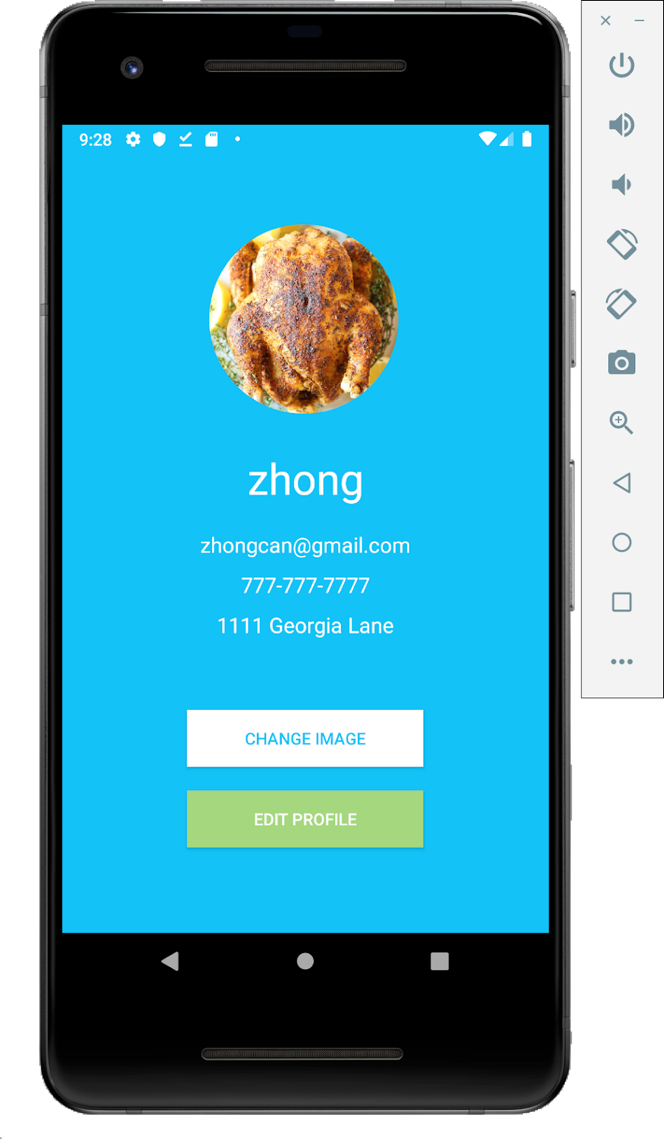 9:28
zhong
zhongcan@gmail.com
777-777-7777
1111 Georgia Lane
CHANGE IMAGE
EDIT PROFILE